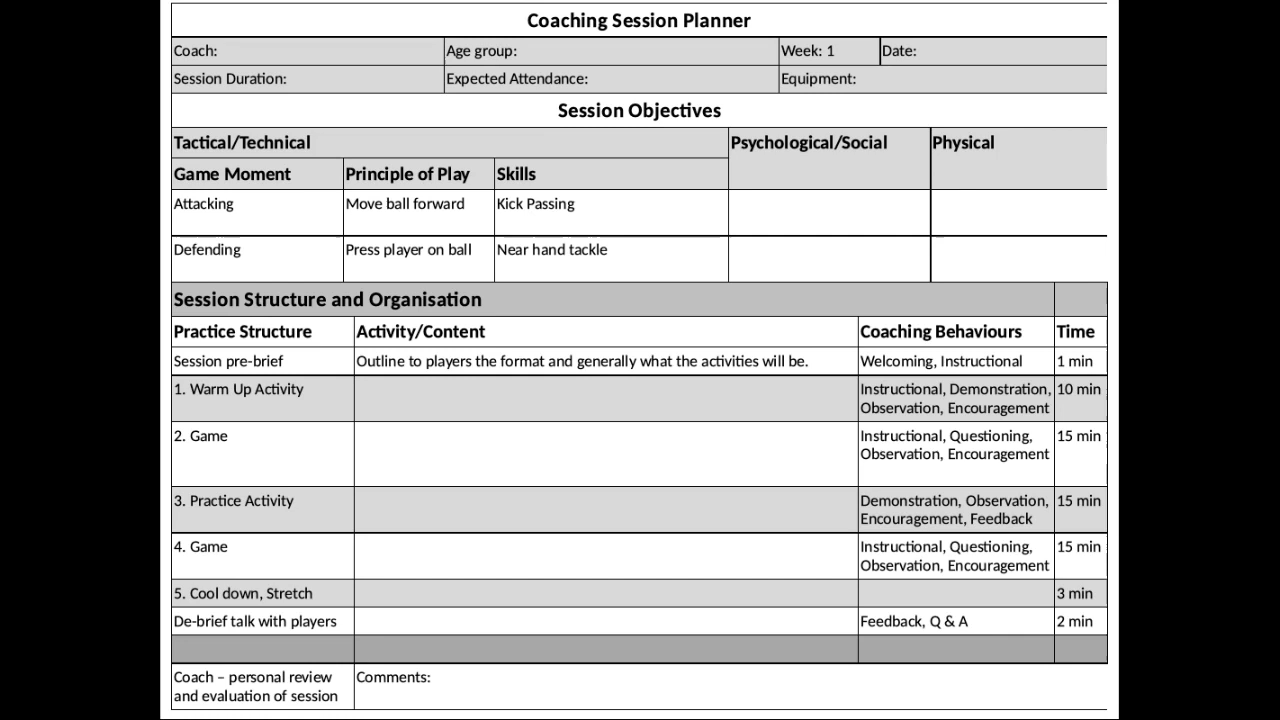 Coaching Session Planner
Coach: Age group: Week: 1 Date:
Session Duration: Expected Attendance: Equipment:
Session Objectives
Tactical/Technical Psychological/Social Physical
Game Moment Principle of Play Skills
Attacking Move ball forward Kick Passing
Defending Press player on ball Near hand tackle
Session Structure and Organisation
Practice Structure Activity/Content Coaching Behaviours Time
Session pre-brief Outline to players the format and generally what the activities will be. Welcoming, Instructional 1 min
1. Warm Up Activity Instructional, Demonstration, 10 min
Observation, Encouragement
2. Game Instructional, Questioning, 15 min
Observation, Encouragement
3. Practice Activity Demonstration, Observation, 15 min
Encouragement, Feedback
4. Game Instructional, Questioning, 15 min
Observation, Encouragement
5. Cool down, Stretch 3 min
De-brief talk with players Feedback, Q & A 2 min
Coach – personal review Comments:
and evaluation of session